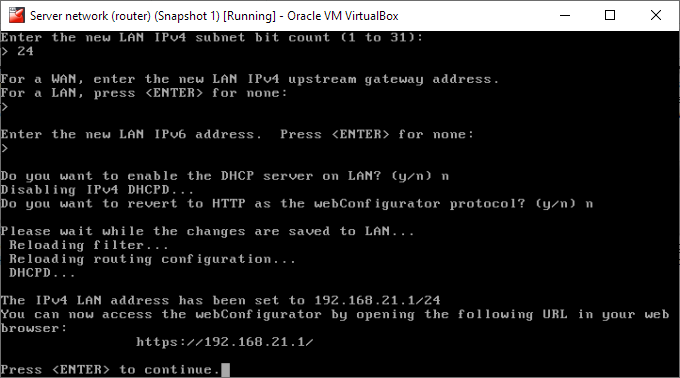 Server network (router) (Snapshot 1) [Running] - Oracle VM VirtualBox
Enter the new LAN IPv4 subnet bit count (1 to 31):
> 24
For a WAN, enter the new LAN IPv4 upstream gateway address.
For a LAN, press <ENTER> for none:
>
Enter the new LAN IPv6 address.  Press <ENTER> for none:
>
Do you want to enable the DHCP server on LAN? (y/n) n
Disabling IPv4 DHCPD...
Do you want to revert to HTTP as the webConfigurator protocol? (y/n) n
Please wait while the changes are saved to LAN...
Reloading filter...
Reloading routing configuration...
DHCPD...
The IPv4 LAN address has been set to 192.168.21.1/24
You can now access the webConfigurator by opening the following URL in your web
browser:
https://192.168.21.1/
Press <ENTER> to continue.